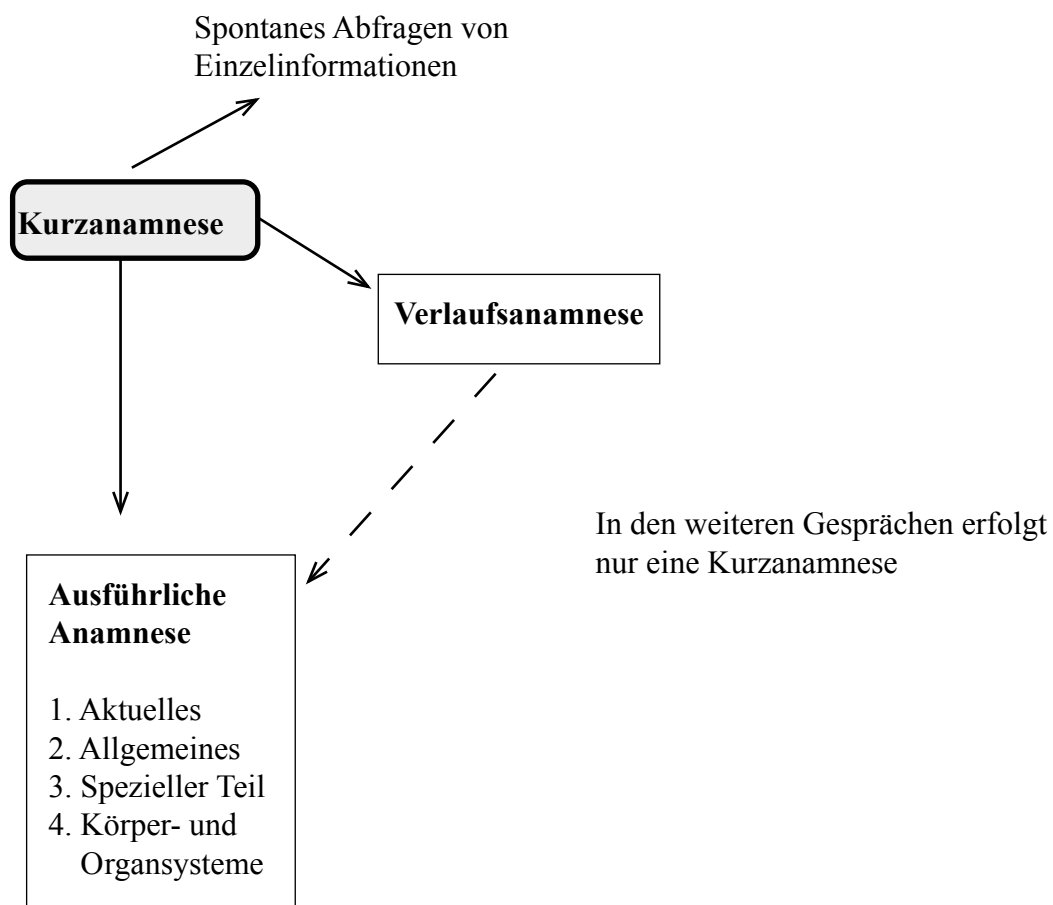 Spontanes Abfragen von
Einzelinformationen
Kurzanamnese
Verlaufsanamnese
In den weiteren Gesprächen erfolgt
nur eine Kurzanamnese
Ausführliche
Anamnese
1. Aktuelles
2. Allgemeines
3. Spezieller Teil
4. Körper- und
Organsysteme